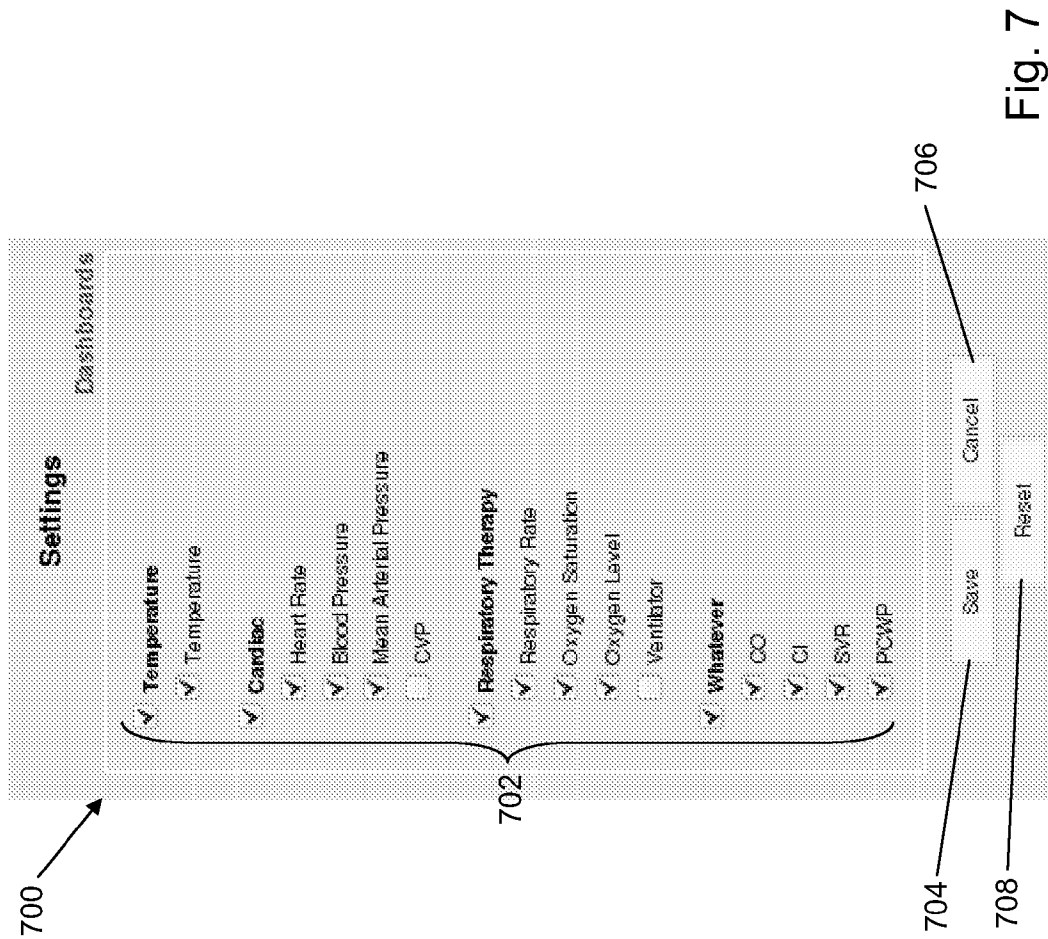 700
Settings
Dashboards
Temperature
Temperature
Cardiac
Heart Rate
Blood Pressure
Mean Arterial Pressure
CVP
702
Respiratory Therapy
Respiratory Rate
Oxygen Saturation
Oxygen Level
Ventilator
Whatever
CO
CI
SVR
PCWP
704
Save
Cancel
706
708
Reset
Fig. 7